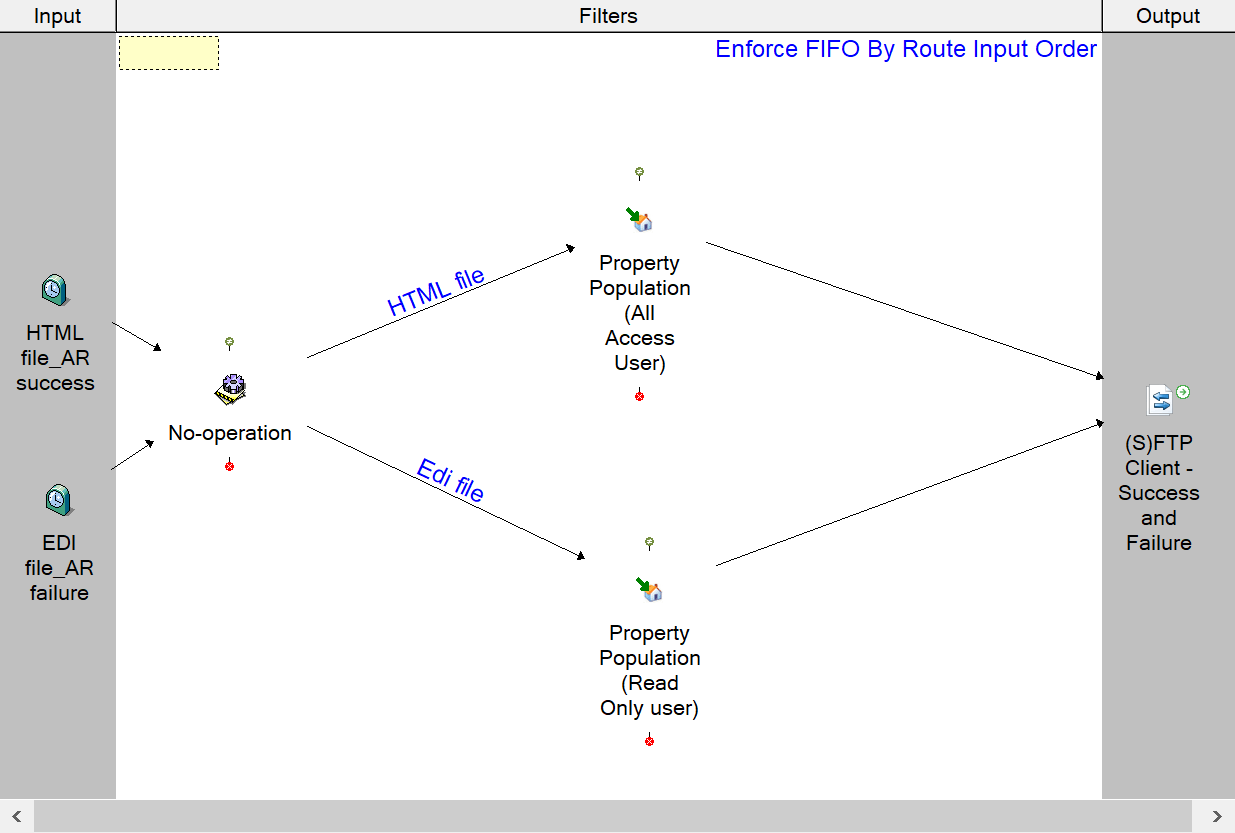 Input
Filters
Output
Enforce FIFO By Route Input Order
HTML
file_AR
success
EDI
file_AR
failure
No-operation
HTML file
Edi file
Property
Population
(All
Access
User)
Property
Population
(Read
Only user)
(S)FTP
Client -
Success
and
Failure